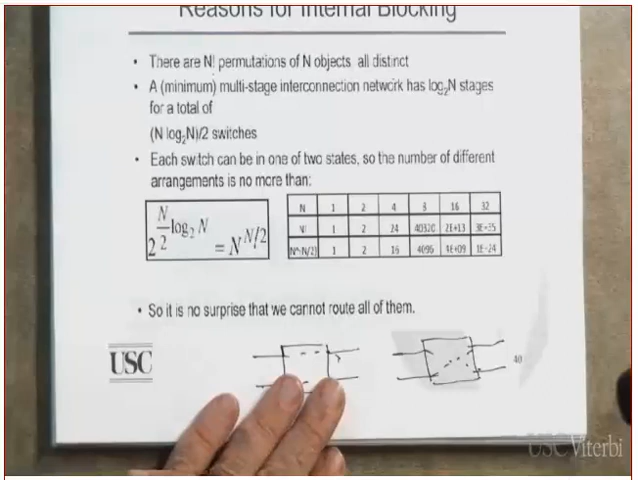 Reasons for Internal Blocking
• There are N! permutations of N objects all distinct
• A (minimum) multi-stage interconnection network has log₂N stages
for a total of
(N log₂N)/2 switches
• Each switch can be in one of two states, so the number of different
arrangements is no more than:
2^(N/2 log₂ N) = N^(N/2)
N 1 2 4 8 16 32
N! 1 2 24 40320 2E+13 3E+35
N^(N/2) 1 2 16 4096 4E+09 1E+24
• So it is no surprise that we cannot route all of them.
USC
40
USC Viterbi